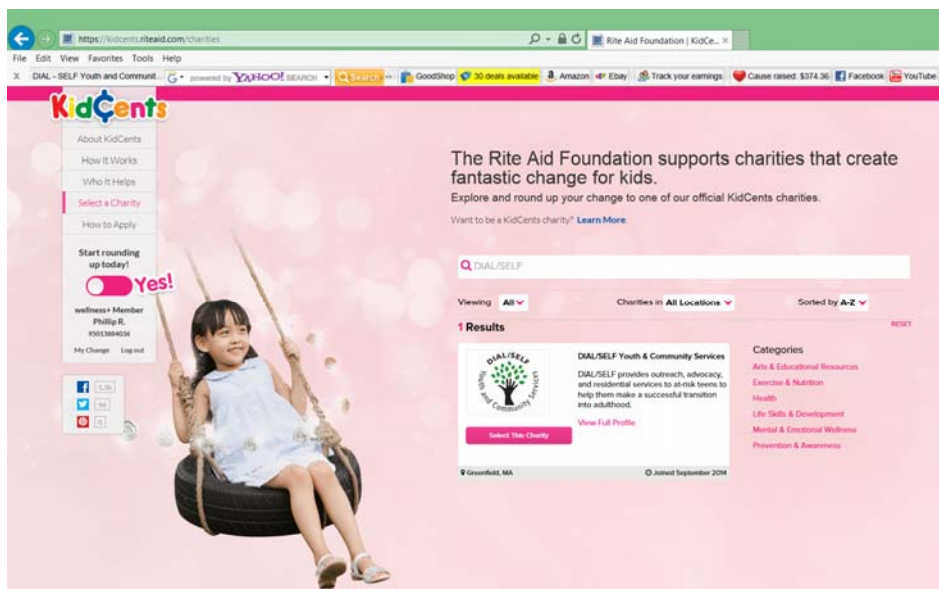 https://kidcents.riteaid.com/charities
Rite Aid Foundation | KidCe...
File Edit View Favorites Tools Help
X DIAL - SELF Youth and Communit... G powered by YAHOO! SEARCH Search GoodShop 30 deals available Amazon Ebay Track your earnings Cause raised: $374.36 Facebook YouTube
KidCents
About KidCents
How It Works
Who It Helps
Select a Charity
How to Apply
Start rounding
up today!
Yes!
wellness+ Member
Phillip R.
My Change Log out
The Rite Aid Foundation supports charities that create
fantastic change for kids.
Explore and round up your change to one of our official KidCents charities.
Want to be a KidCents charity? Learn More.
DIAL/SELF
Viewing All Charities in All Locations Sorted by A-Z
1 Results
RESET
DIAL/SELF
Youth and Community Services
DIAL/SELF Youth & Community Services
DIAL/SELF provides outreach, advocacy,
and residential services to at-risk teens to
help them make a successful transition
into adulthood.
View Full Profile
Select This Charity
Greenfield, MA Joined September 2014
Categories
Arts & Educational Resources
Exercise & Nutrition
Health
Life Skills & Development
Mental & Emotional Wellness
Prevention & Awareness